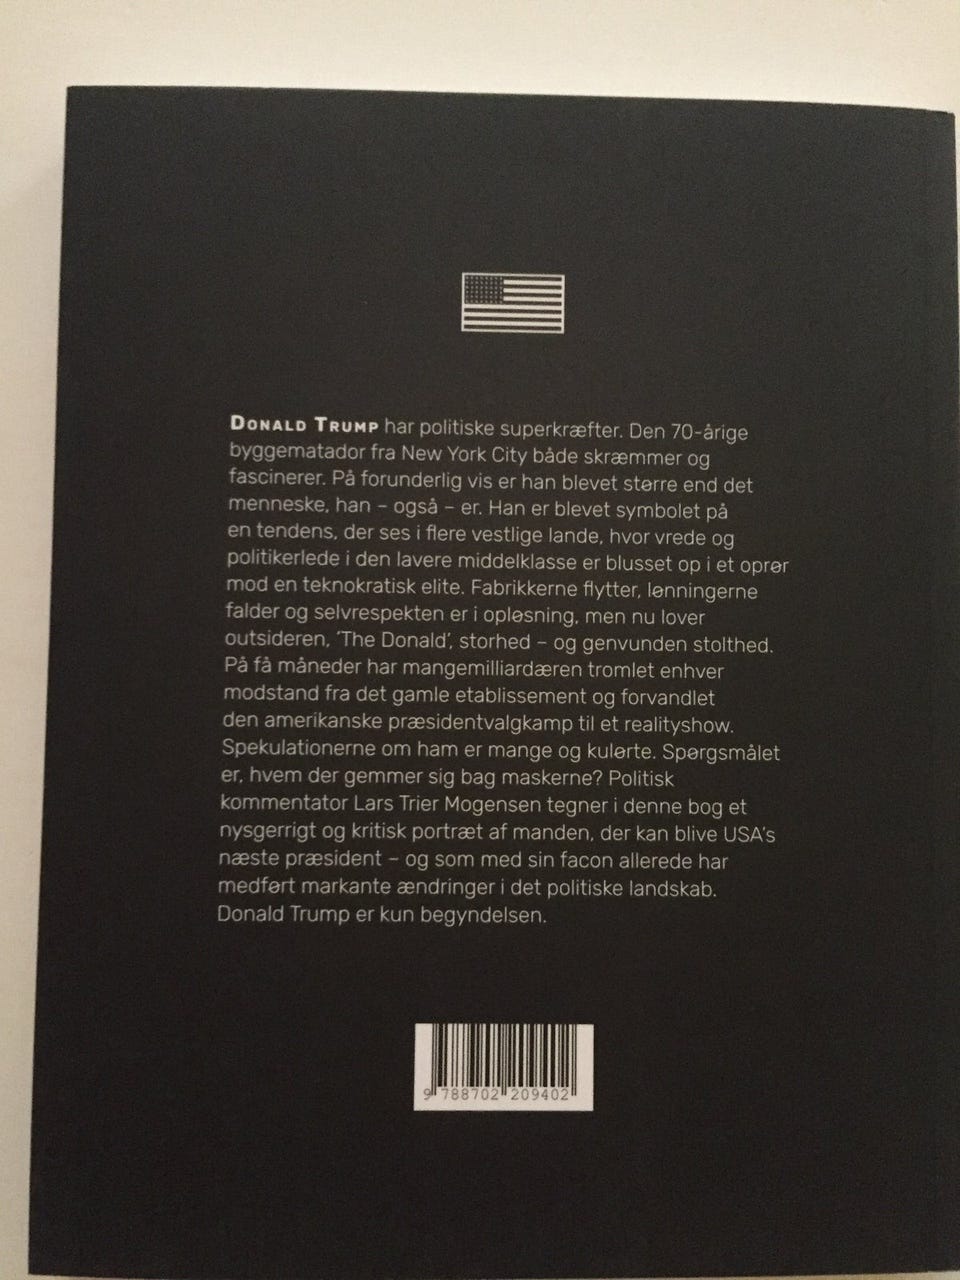 DONALD TRUMP har politiske superkræfter. Den 70-årige
byggematador fra New York City både skræmmer og
fascinerer. På forunderlig vis er han blevet større end det
menneske, han – også – er. Han er blevet symbolet på
en tendens, der ses i flere vestlige lande, hvor vrede og
politikerlede i den lavere middelklasse er blusset op i et oprør
mod en teknokratisk elite. Fabrikkerne flytter, lønningerne
falder og selvrespekten er i opløsning, men nu lover
outsideren, ‘The Donald’, storhed – og genvunden stolthed.
På få måneder har mangemilliardæren tromlet enhver
modstand fra det gamle etablissement og forvandlet
den amerikanske præsidentvalgkamp til et realityshow.
Spekulationerne om ham er mange og kulørte. Spørgsmålet
er, hvem der gemmer sig bag maskerne? Politisk
kommentator Lars Trier Mogensen tegner i denne bog et
nysgerrigt og kritisk portræt af manden, der kan blive USA’s
næste præsident – og som med sin facon allerede har
medført markante ændringer i det politiske landskab.
Donald Trump er kun begyndelsen.
9 788702 209402